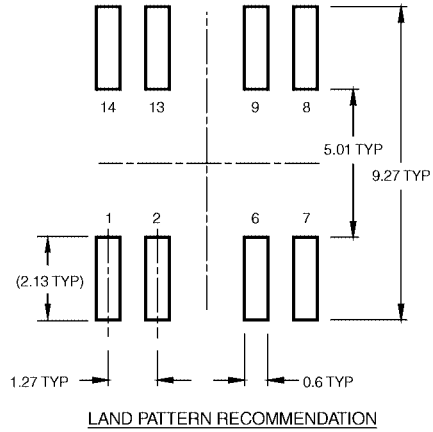 14 13 9 8
5.01 TYP
9.27 TYP
1 2 6 7
(2.13 TYP)
1.27 TYP 0.6 TYP
LAND PATTERN RECOMMENDATION